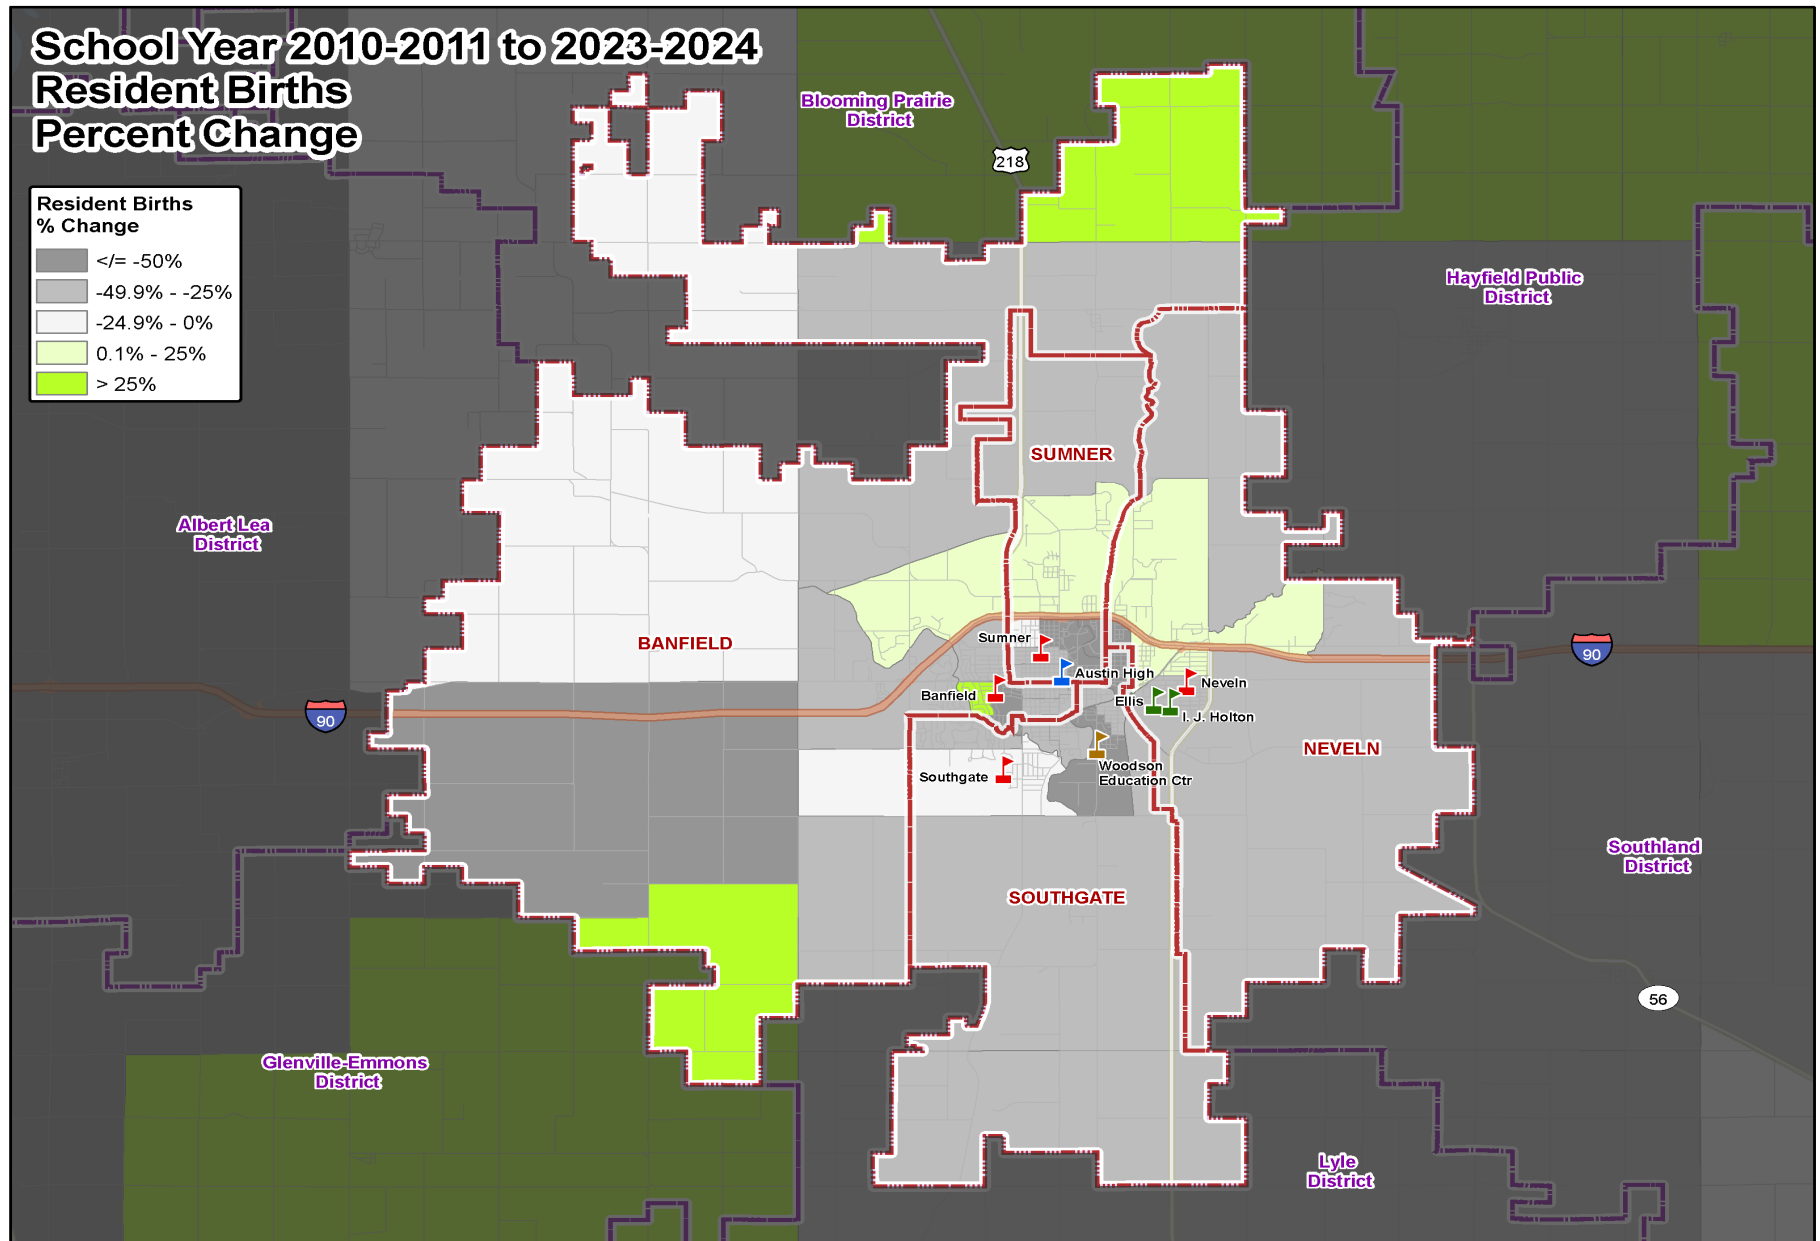 School Year 2010-2011 to 2023-2024
Resident Births
Percent Change
Resident Births
% Change
</= -50%
-49.9% - -25%
-24.9% - 0%
0.1% - 25%
> 25%
Blooming Prairie
District
218
Hayfield Public
District
SUMNER
Albert Lea
District
BANFIELD
Sumner
90
Austin High
Neveln
Banfield
Ellis
I. J. Holton
90
NEVELN
Southgate
Woodson
Education Ctr
Southland
District
SOUTHGATE
56
Glenville-Emmons
District
Lyle
District